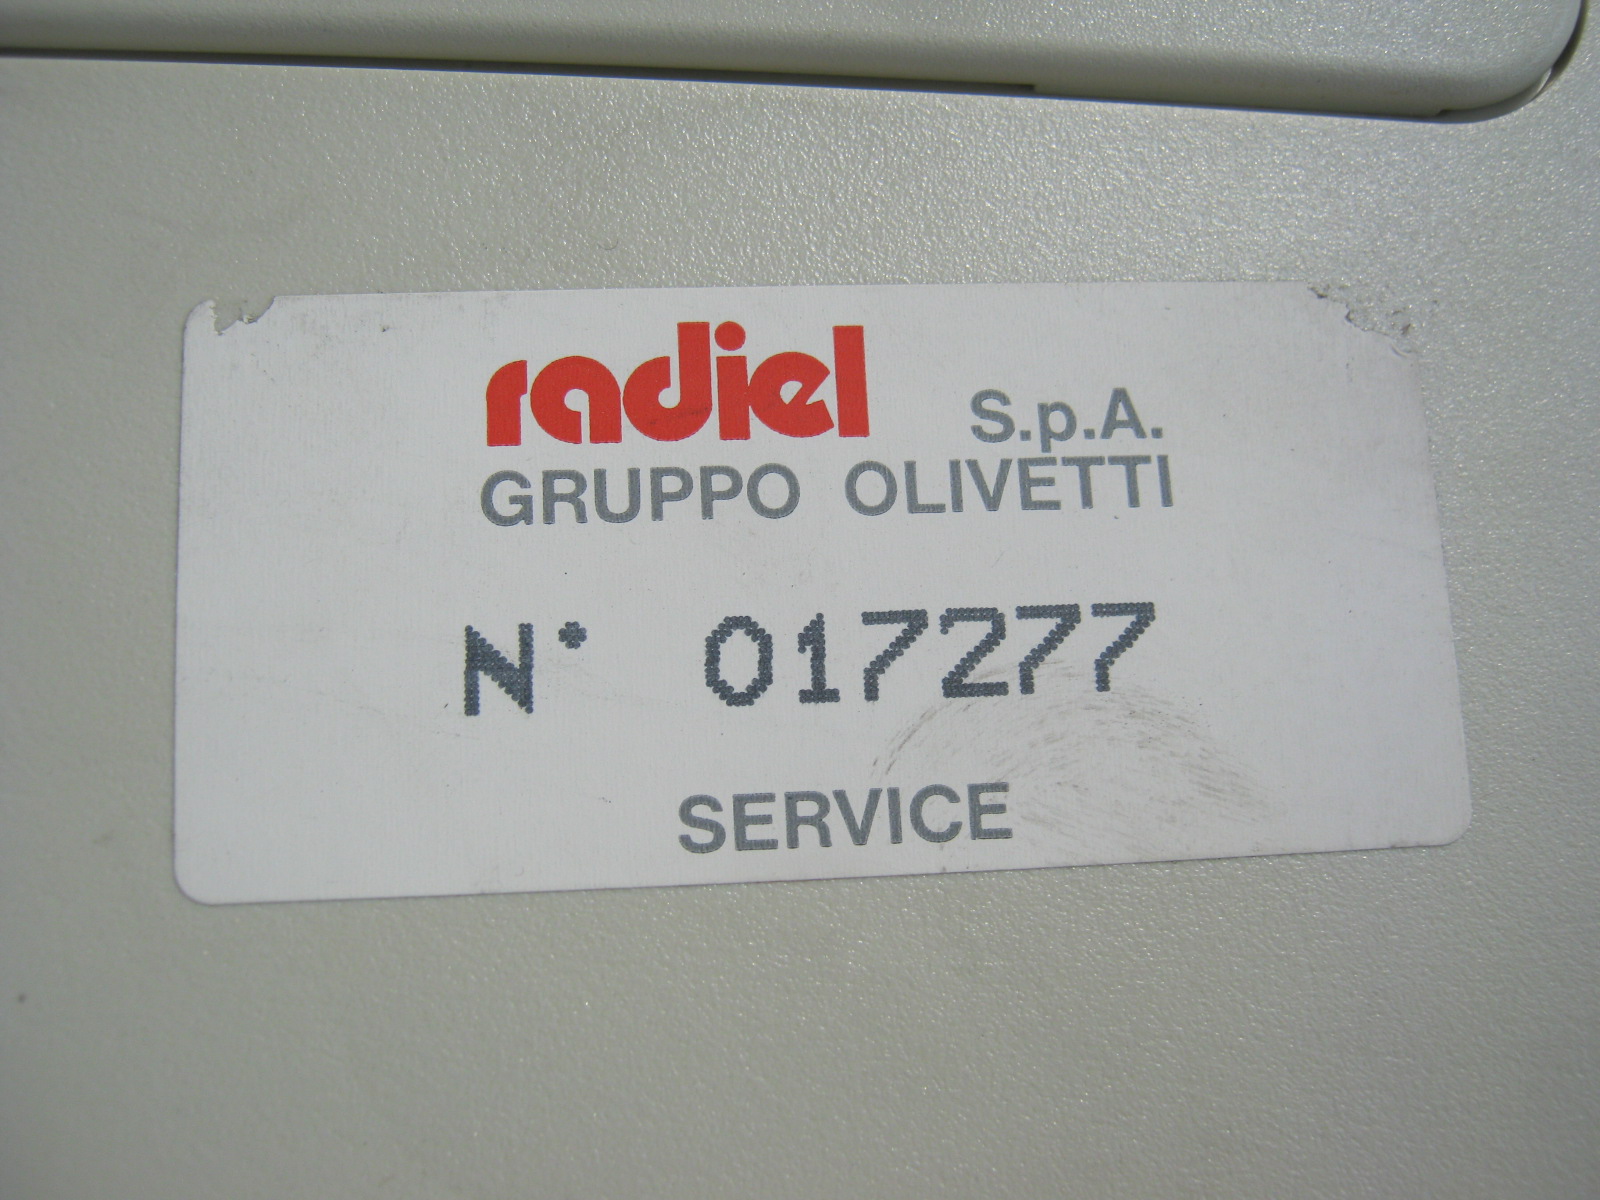 radiel S.p.A.
GRUPPO OLIVETTI
N° 017277
SERVICE